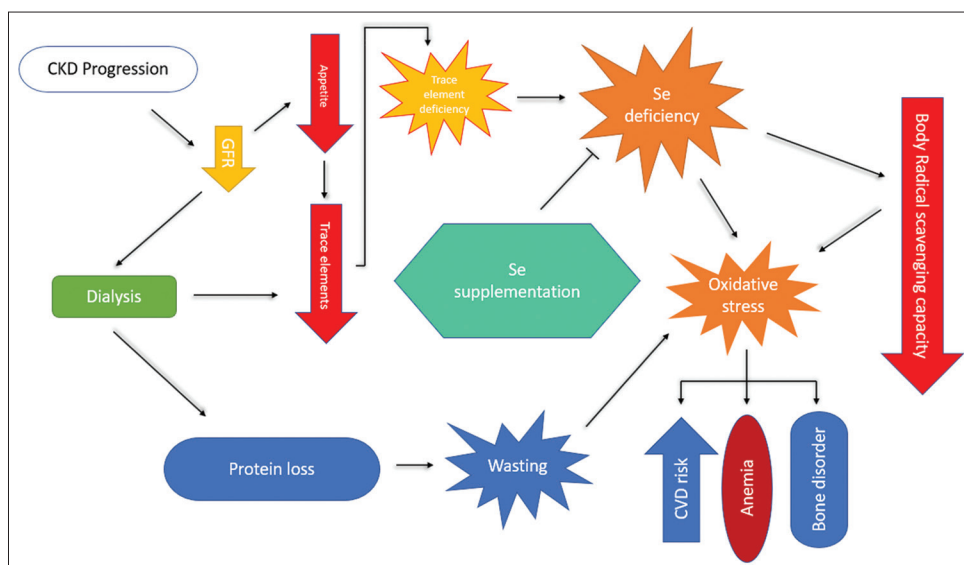 CKD Progression
GFR
Appetite
Trace elements
Trace
element
deficiency
Se
deficiency
Body Radical scavenging capacity
Se
supplementation
Dialysis
Oxidative
stress
Protein loss
Wasting
CVD risk
Anemia
Bone disorder